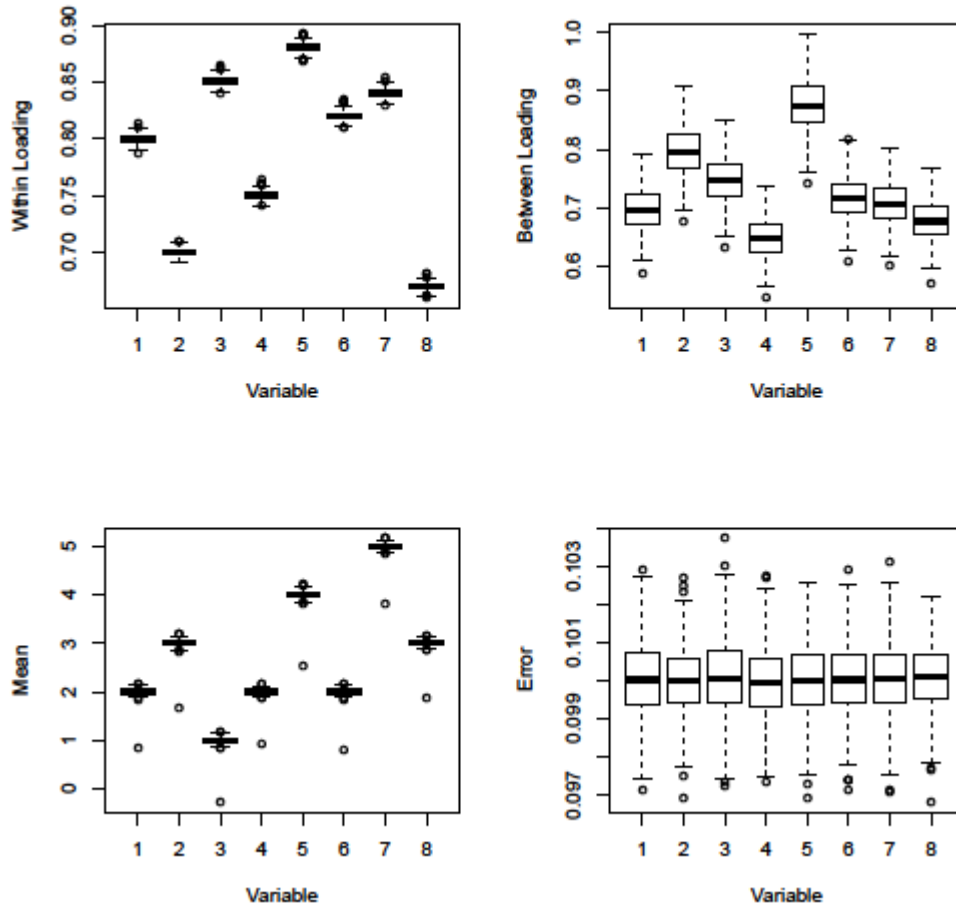 Within Loading
0.90
0.85
0.80
0.75
0.70
1 2 3 4 5 6 7 8
Variable
Between Loading
1.0
0.9
0.8
0.7
0.6
1 2 3 4 5 6 7 8
Variable
Mean
5
4
3
2
1
0
1 2 3 4 5 6 7 8
Variable
Error
0.103
0.101
0.099
0.097
1 2 3 4 5 6 7 8
Variable